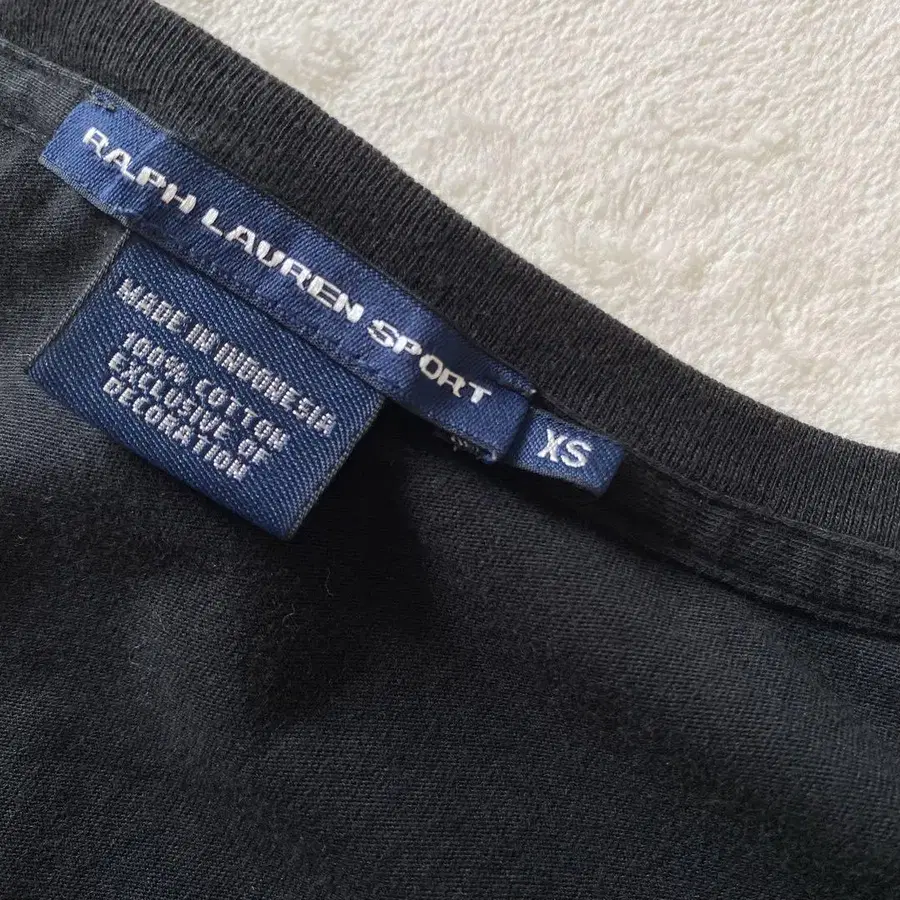 RALPH LAUREN SPORT
XS
MADE IN INDONESIA
100% COTTON
EXCLUSIVE OF
DECORATION